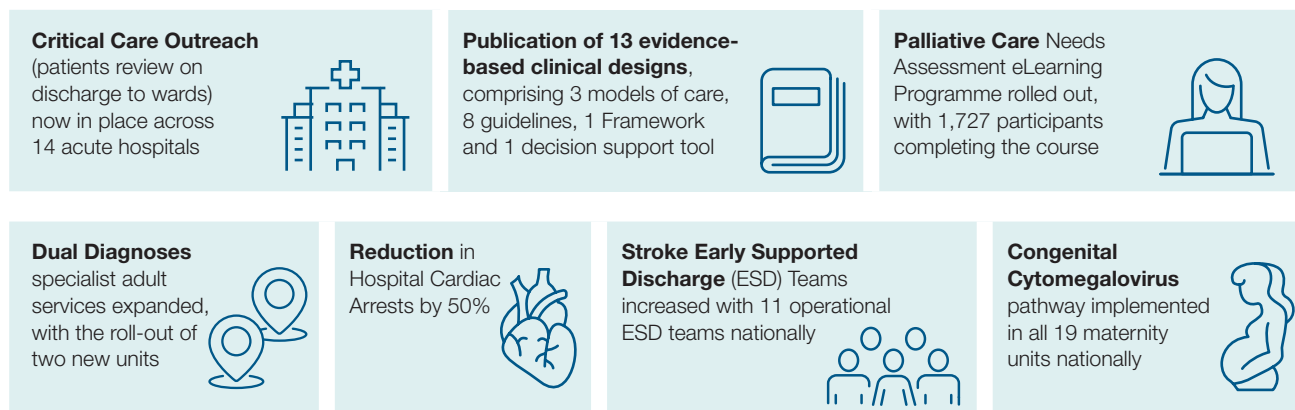 Critical Care Outreach
(patients review on
discharge to wards)
now in place across
14 acute hospitals
Publication of 13 evidence-
based clinical designs,
comprising 3 models of care,
8 guidelines, 1 Framework
and 1 decision support tool
Palliative Care Needs
Assessment eLearning
Programme rolled out,
with 1,727 participants
completing the course
Dual Diagnoses
specialist adult
services expanded,
with the roll-out of
two new units
Reduction in
Hospital Cardiac
Arrests by 50%
Stroke Early Supported
Discharge (ESD) Teams
increased with 11 operational
ESD teams nationally
Congenital
Cytomegalovirus
pathway implemented
in all 19 maternity
units nationally